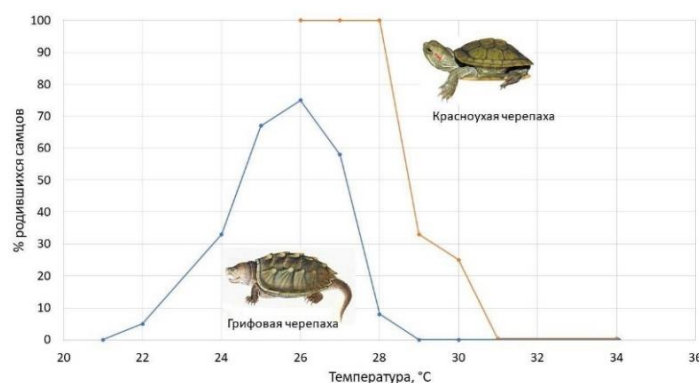 % родившихся самцов
100
90
80
70
60
50
40
30
20
10
0
Красноухая черепаха
Грифовая черепаха
20 22 24 26 28 30 32 34 36
Температура, °C